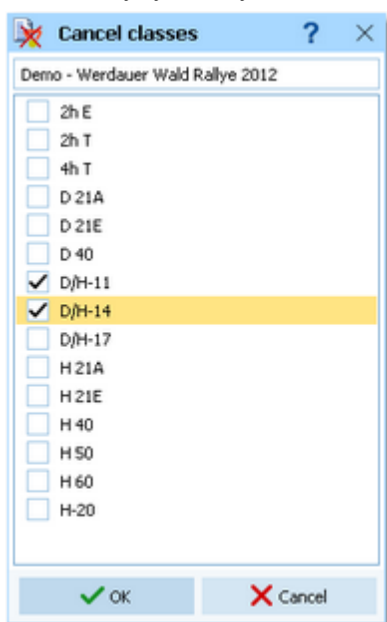 Cancel classes ?
Demo - Werdauer Wald Rallye 2012
2h E
2h T
4h T
D 21A
D 21E
D 40
D/H-11
D/H-14
D/H-17
H 21A
H 21E
H 40
H 50
H 60
H-20
OK Cancel